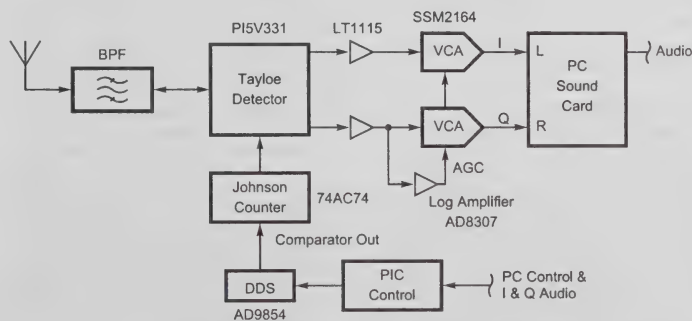 SSM2164
PI5V331
LT1115
BPF
VCA
I
L
Audio
Tayloe
Detector
PC
Sound
Card
VCA
Q
R
AGC
Johnson
Counter
74AC74
Log Amplifier
AD8307
Comparator Out
DDS
PIC
Control
PC Control &
I & Q Audio
AD9854